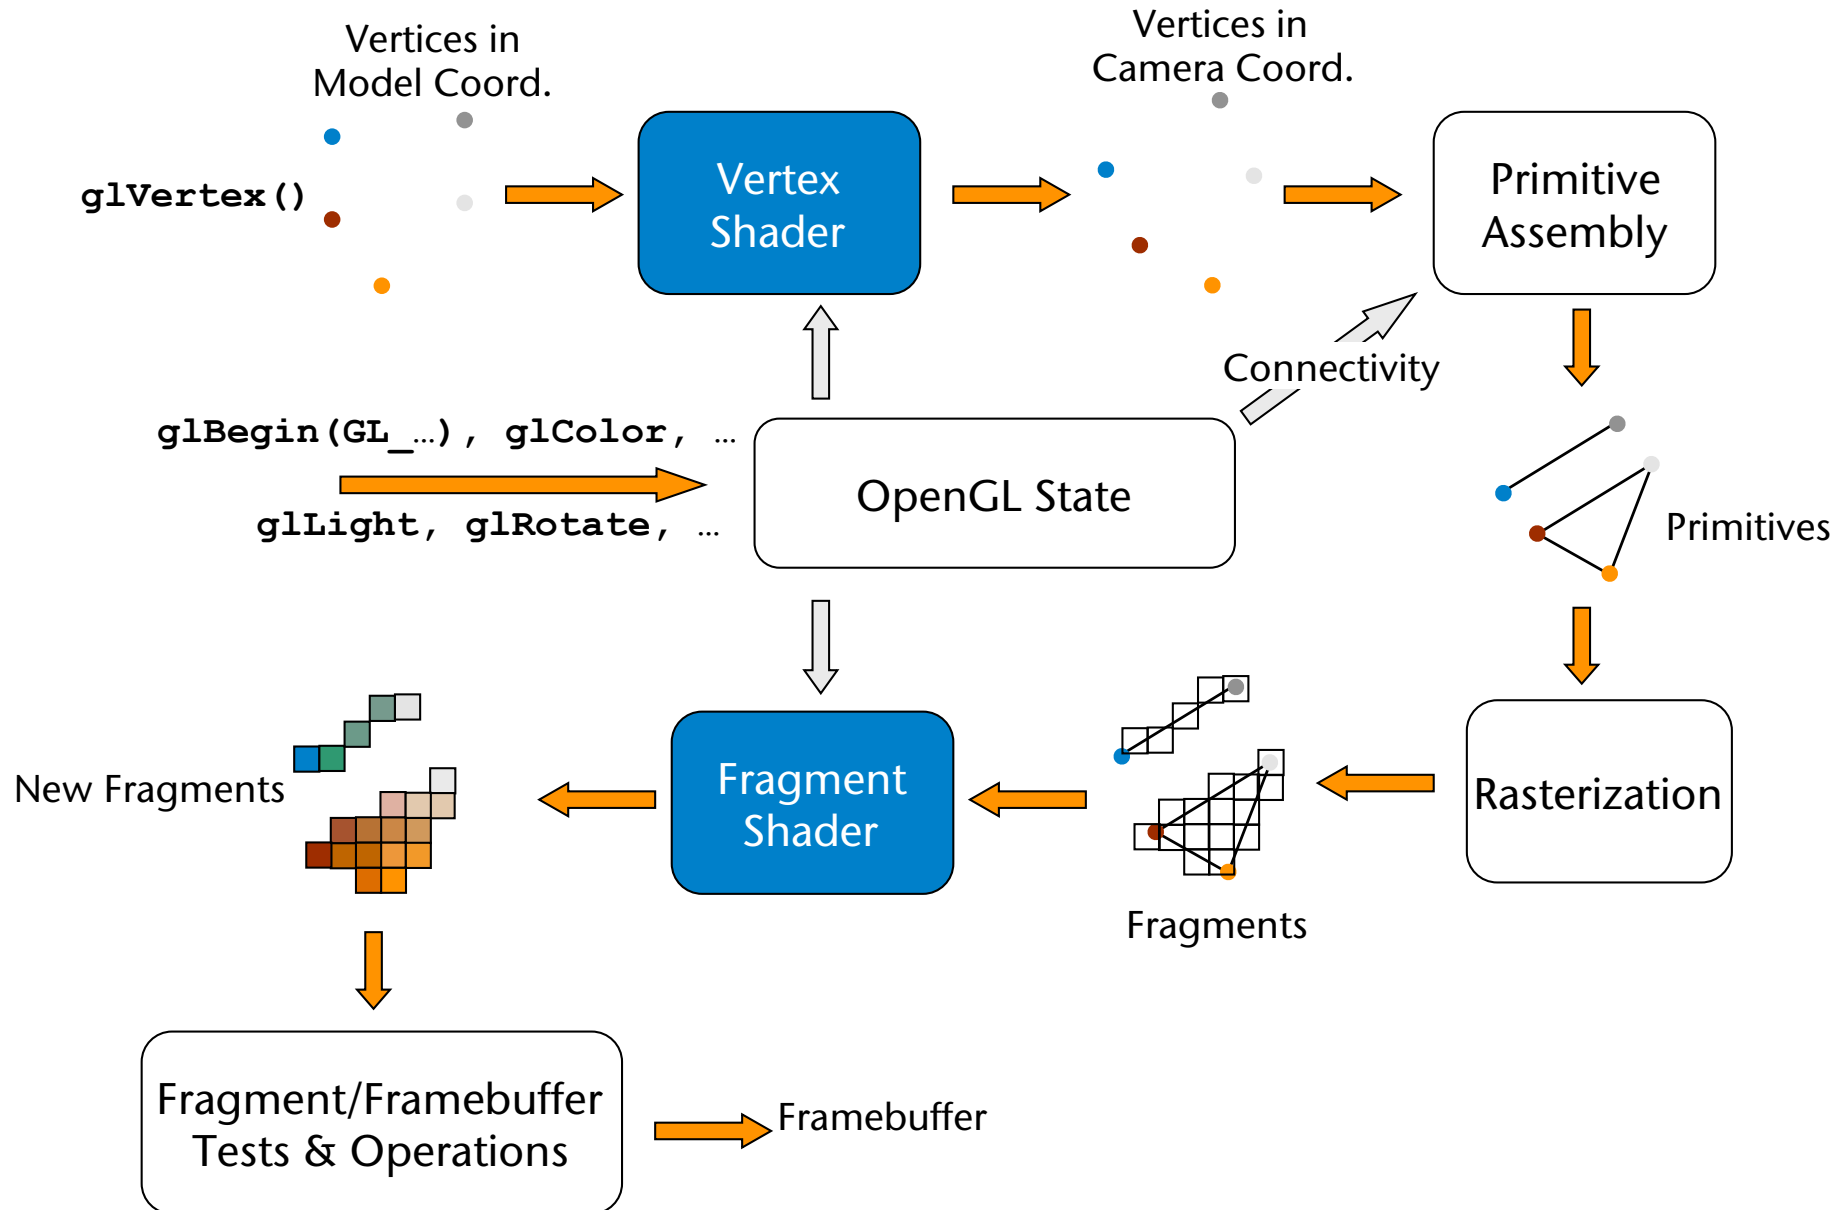 Vertices in
Model Coord.
Vertices in
Camera Coord.
glVertex()
Vertex
Shader
Primitive
Assembly
Connectivity
glBegin(GL_…), glColor, …
OpenGL State
glLight, glRotate, …
Primitives
New Fragments
Fragment
Shader
Rasterization
Fragments
Fragment/Framebuffer
Tests & Operations
Framebuffer